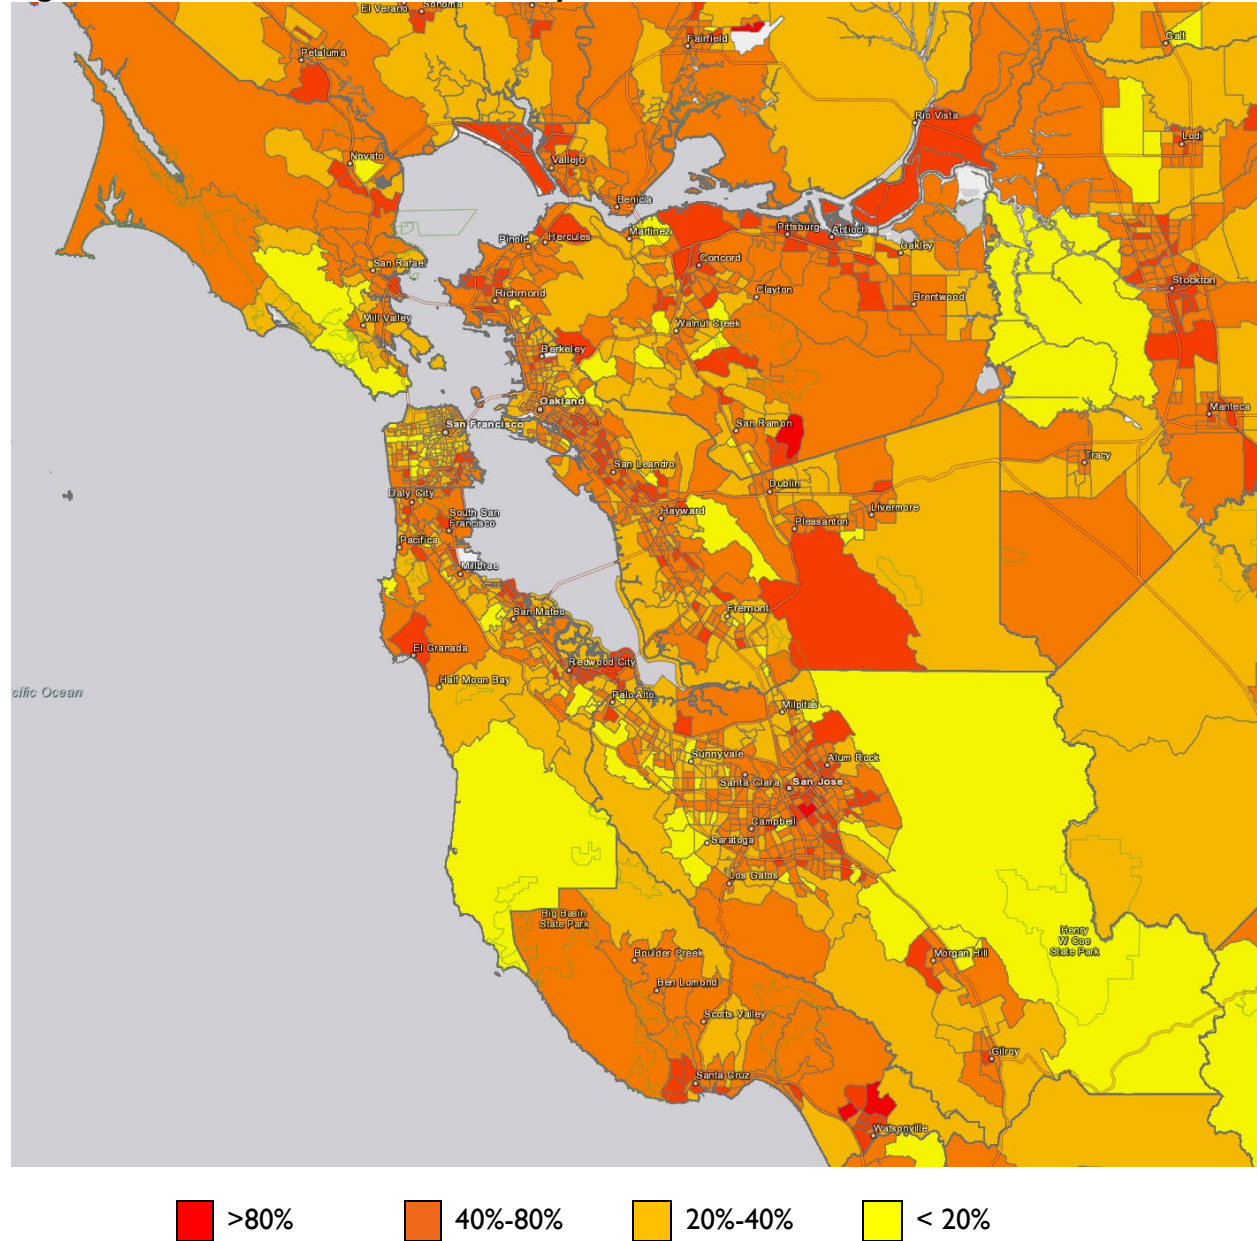 El Verano
Sonoma
Fairfield
Galt
Petaluma
Rio Vista
Lodi
Novato
Vallejo
Benicia
Pinole
Hercules
Martinez
Pittsburg
Antioch
Oakley
San Rafael
Concord
Stockton
Richmond
Clayton
Brentwood
Mill Valley
Walnut Creek
Berkeley
Oakland
Manteca
San Francisco
San Ramon
Tracy
San Leandro
Daly City
Dublin
South San
Francisco
Hayward
Livermore
Pleasanton
Pacifica
Millbrae
San Mateo
Fremont
El Granada
Redwood City
Half Moon Bay
cific Ocean
Palo Alto
Milpitas
Sunnyvale
Alum Rock
Santa Clara
San Jose
Campbell
Saratoga
Los Gatos
Big Basin
State Park
Henry
W Coe
State Park
Boulder Creek
Morgan Hill
Ben Lomond
Scotts Valley
Gilroy
Santa Cruz
Watsonville
>80%
40%-80%
20%-40%
< 20%